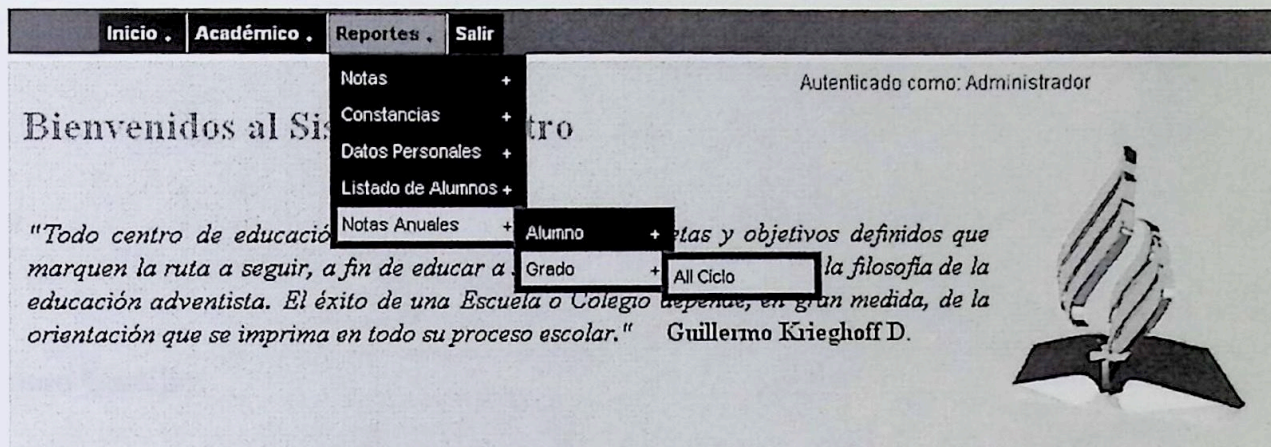 Inicio . Académico . Reportes . Salir
Autenticado como: Administrador
Notas +
Constancias +
Datos Personales +
Listado de Alumnos +
Notas Anuales +
Alumno +
Grado +
All Ciclo
Bienvenidos al Sis tro
"Todo centro de educació etas y objetivos definidos que
marquen la ruta a seguir, a fin de educar a la filosofía de la
educación adventista. El éxito de una Escuela o Colegio depende, en gran medida, de la
orientación que se imprima en todo su proceso escolar." Guillermo Krieghoff D.